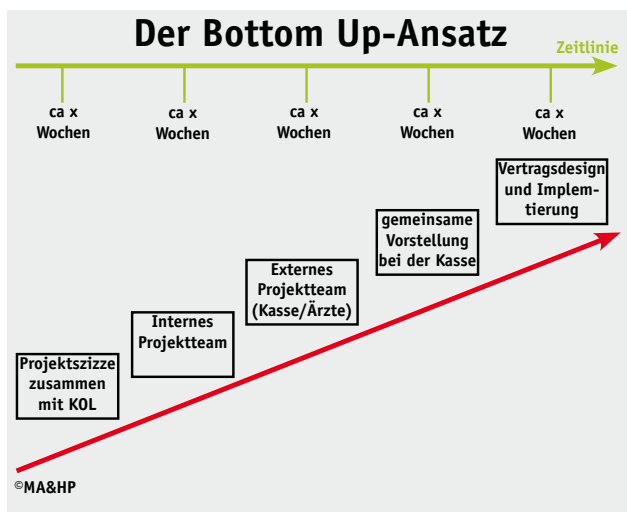 Der Bottom Up-Ansatz
Zeitlinie
ca x
Wochen
ca x
Wochen
ca x
Wochen
ca x
Wochen
ca x
Wochen
Vertragsdesign
und Implem-
tierung
gemeinsame
Vorstellung
bei der Kasse
Externes
Projektteam
(Kasse/Ärzte)
Internes
Projektteam
Projektszizze
zusammen
mit KOL
©MA&HP